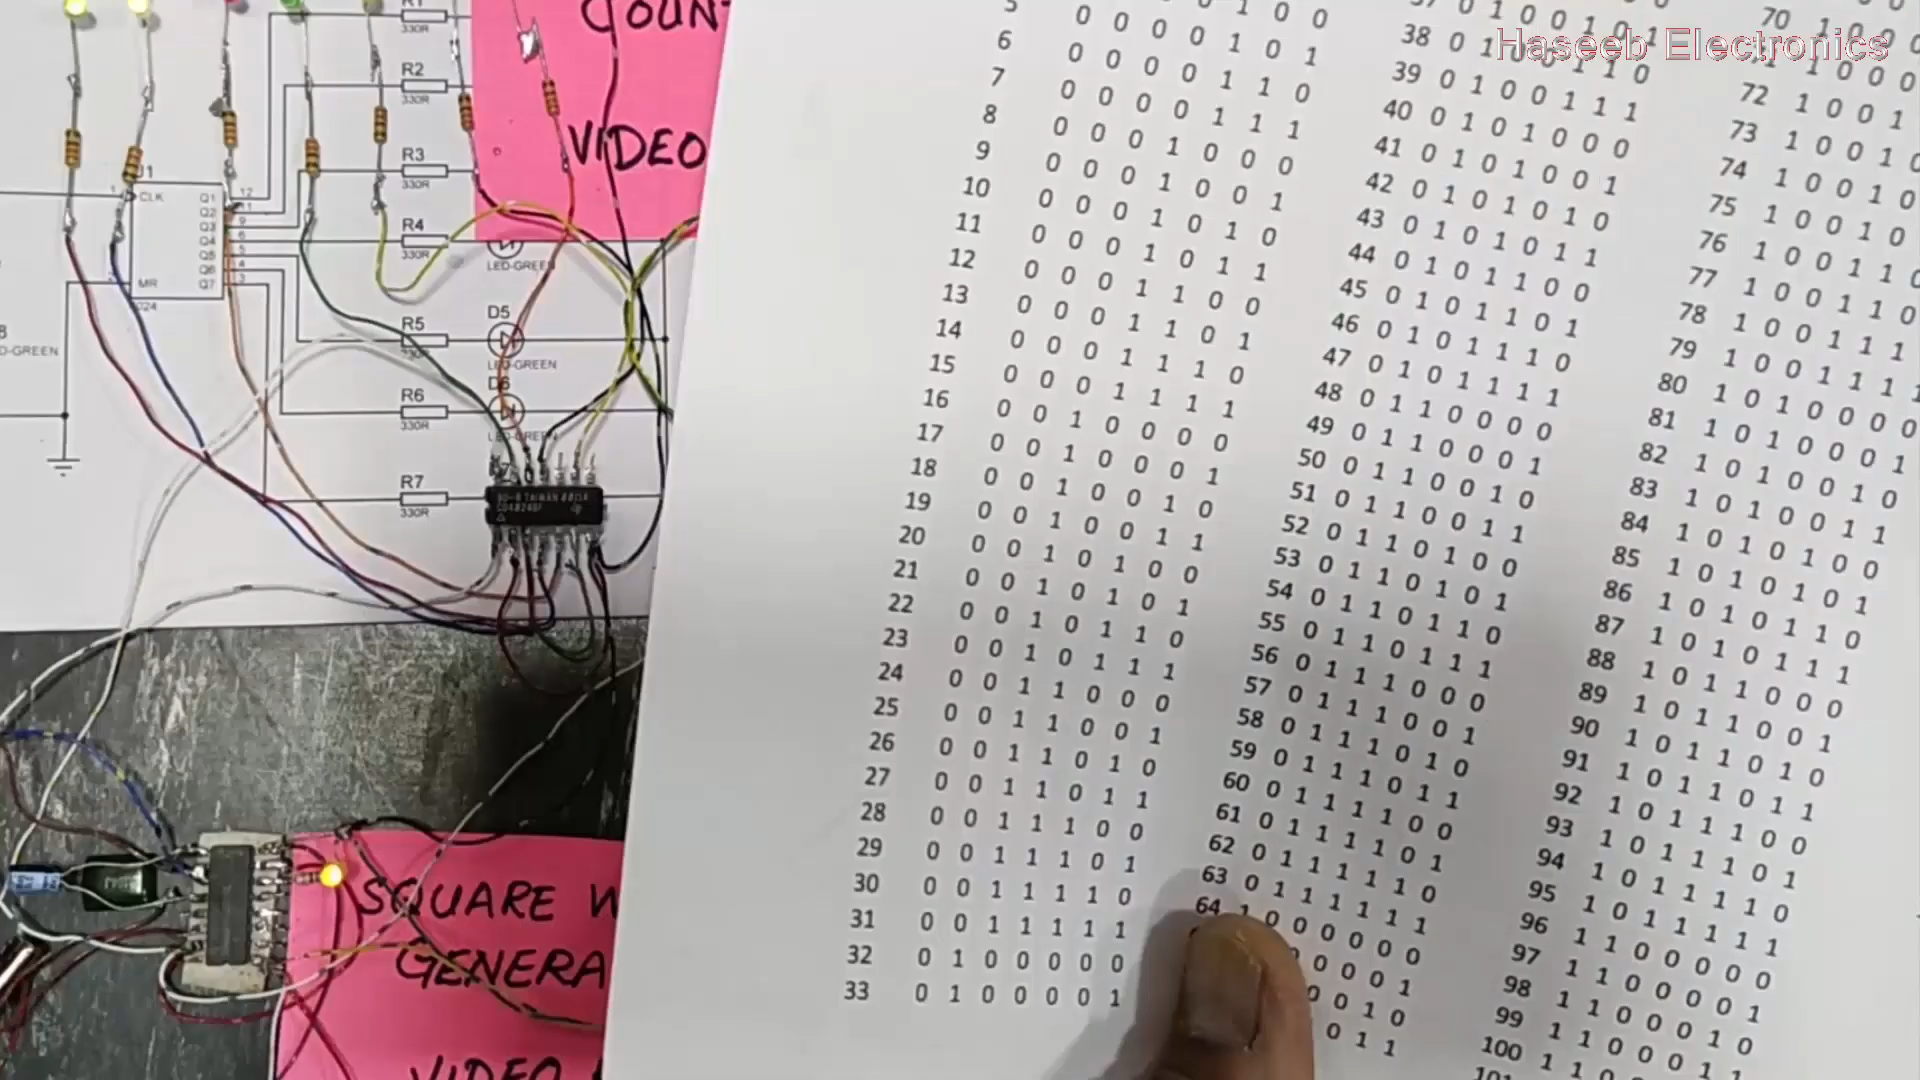 Haseeb Electronics
COUN
VIDEO
R1
330R
R2
330R
R3
330R
R4
330R
R5
R6
330R
R7
330R
CLK
MR
Q1
Q2
Q3
Q4
Q5
Q6
Q7
12
LED-GREEN
D5
LED-GREEN
D6
LED-GREEN
D-GREEN
SQUARE W
GENERA
VIDEO
5 0 0 0 0 1 0 1
6 0 0 0 0 1 1 0
7 0 0 0 0 1 1 1
8 0 0 0 1 0 0 0
9 0 0 0 1 0 0 1
10 0 0 0 1 0 1 0
11 0 0 0 1 0 1 1
12 0 0 0 1 1 0 0
13 0 0 0 1 1 0 1
14 0 0 0 1 1 1 0
15 0 0 0 1 1 1 1
16 0 0 1 0 0 0 0
17 0 0 1 0 0 0 1
18 0 0 1 0 0 1 0
19 0 0 1 0 0 1 1
20 0 0 1 0 1 0 0
21 0 0 1 0 1 0 1
22 0 0 1 0 1 1 0
23 0 0 1 0 1 1 1
24 0 0 1 1 0 0 0
25 0 0 1 1 0 0 1
26 0 0 1 1 0 1 0
27 0 0 1 1 0 1 1
28 0 0 1 1 1 0 0
29 0 0 1 1 1 0 1
30 0 0 1 1 1 1 0
31 0 0 1 1 1 1 1
32 0 1 0 0 0 0 0
33 0 1 0 0 0 0 1
38 0 1 0 0 1 1 0
39 0 1 0 0 1 1 1
40 0 1 0 1 0 0 0
41 0 1 0 1 0 0 1
42 0 1 0 1 0 1 0
43 0 1 0 1 0 1 1
44 0 1 0 1 1 0 0
45 0 1 0 1 1 0 1
46 0 1 0 1 1 1 0
47 0 1 0 1 1 1 1
48 0 1 1 0 0 0 0
49 0 1 1 0 0 0 1
50 0 1 1 0 0 1 0
51 0 1 1 0 0 1 1
52 0 1 1 0 1 0 0
53 0 1 1 0 1 0 1
54 0 1 1 0 1 1 0
55 0 1 1 0 1 1 1
56 0 1 1 1 0 0 0
57 0 1 1 1 0 0 1
58 0 1 1 1 0 1 0
59 0 1 1 1 0 1 1
60 0 1 1 1 1 0 0
61 0 1 1 1 1 0 1
62 0 1 1 1 1 1 0
63 0 1 1 1 1 1 1
64 1 0 0 0 0 0 0
0 0 0 0 1
0 1 0
0 1 1
70 1 0 0 0
72 1 0 0 1
73 1 0 0 1 0
74 1 0 0 1 0
75 1 0 0 1 0
76 1 0 0 1 1 0
77 1 0 0 1 1 0
78 1 0 0 1 1 1
79 1 0 0 1 1 1 1
80 1 0 1 0 0 0 0
81 1 0 1 0 0 0 1
82 1 0 1 0 0 1 0
83 1 0 1 0 0 1 1
84 1 0 1 0 1 0 0
85 1 0 1 0 1 0 1
86 1 0 1 0 1 1 0
87 1 0 1 0 1 1 1
88 1 0 1 1 0 0 0
89 1 0 1 1 0 0 1
90 1 0 1 1 0 1 0
91 1 0 1 1 0 1 1
92 1 0 1 1 1 0 0
93 1 0 1 1 1 0 1
94 1 0 1 1 1 1 0
95 1 0 1 1 1 1 1
96 1 1 0 0 0 0 0
97 1 1 0 0 0 0 1
98 1 1 0 0 0 1 0
99 1 1 0 0 0 1 1
100 1 1 0
101